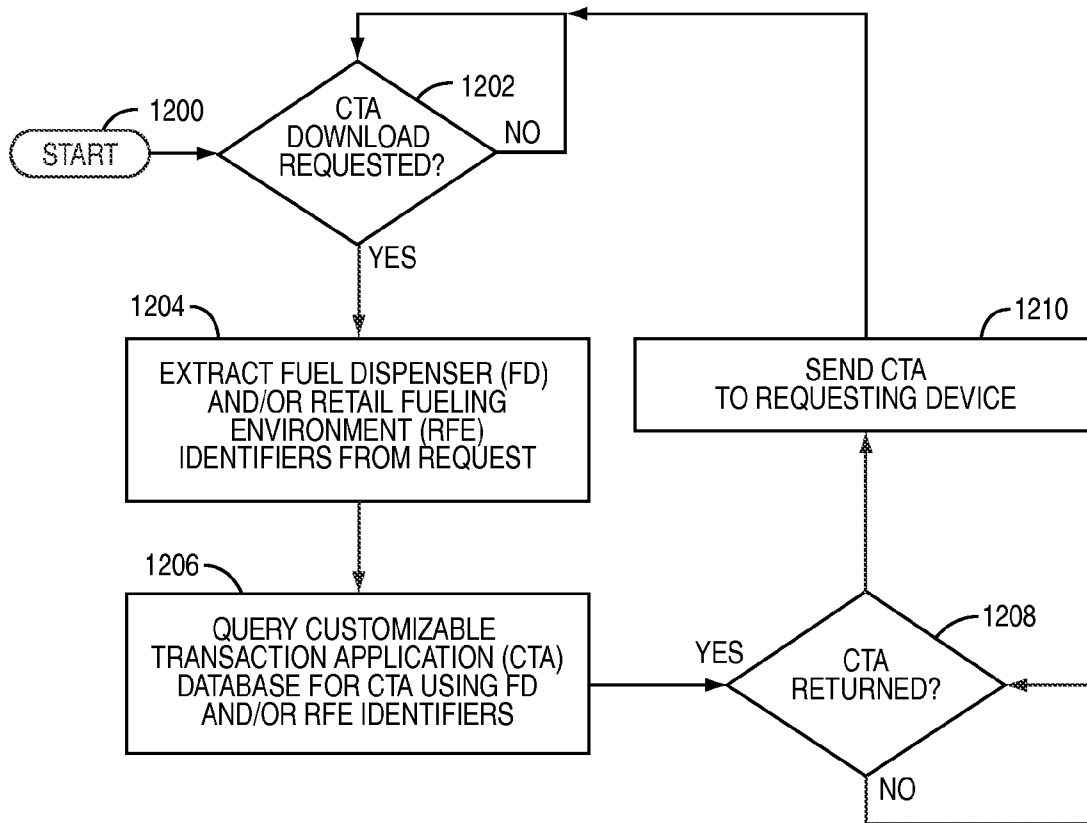 1200
START
1202
CTA
DOWNLOAD
REQUESTED?
NO
YES
1204
EXTRACT FUEL DISPENSER (FD)
AND/OR RETAIL FUELING
ENVIRONMENT (RFE)
IDENTIFIERS FROM REQUEST
1206
QUERY CUSTOMIZABLE
TRANSACTION APPLICATION (CTA)
DATABASE FOR CTA USING FD
AND/OR RFE IDENTIFIERS
1208
CTA
RETURNED?
YES
NO
1210
SEND CTA
TO REQUESTING DEVICE